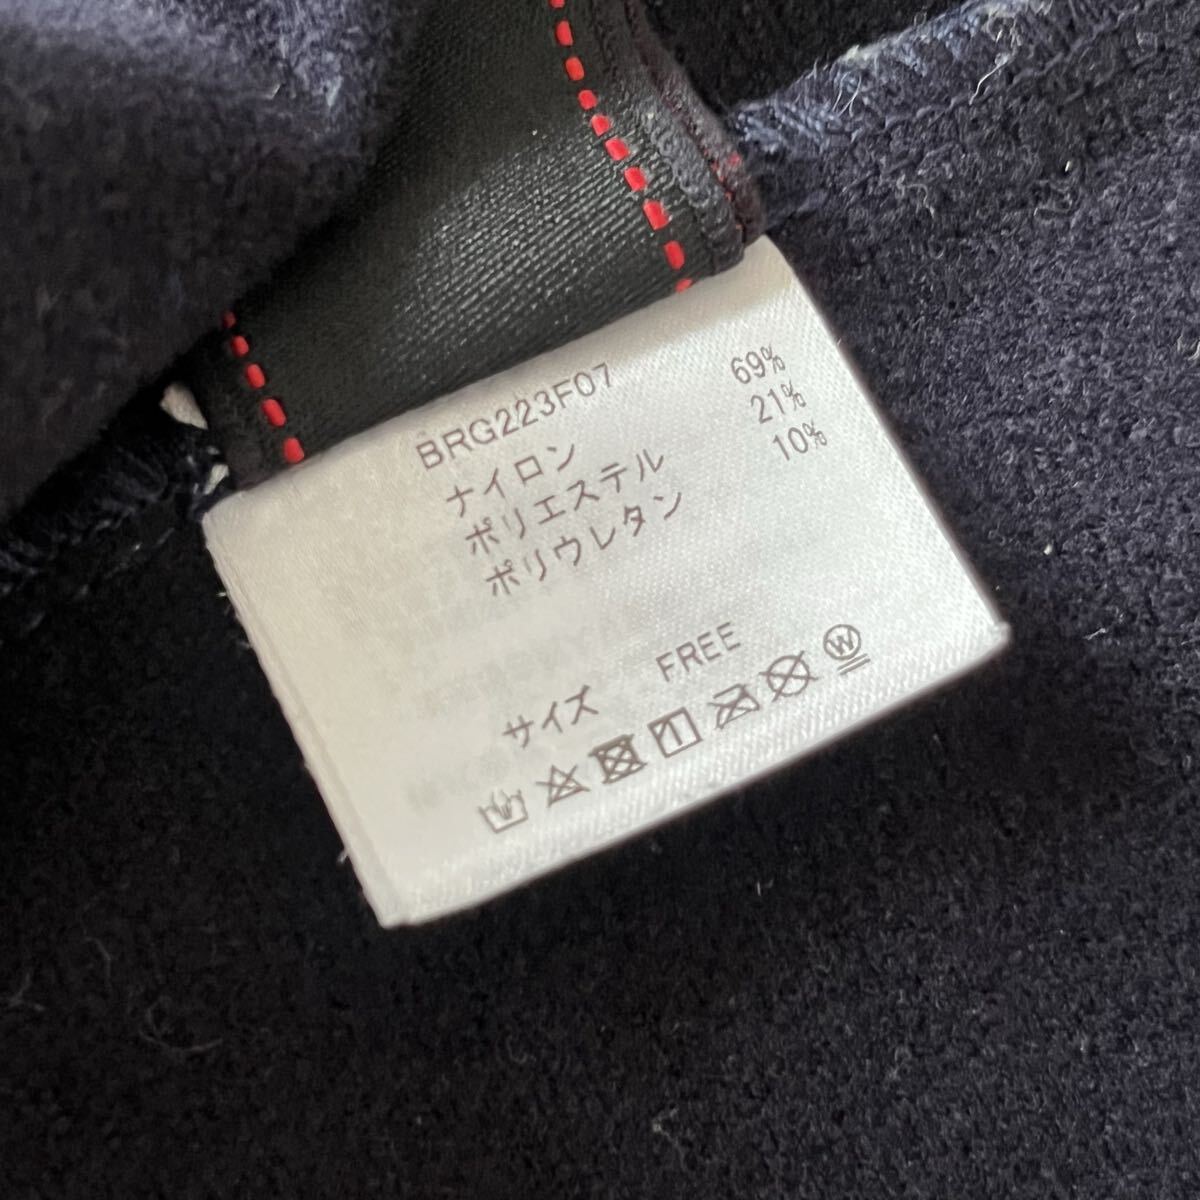 BRG223F07
ナイロン 69%
ポリエステル 21%
ポリウレタン 10%
サイズ FREE
W